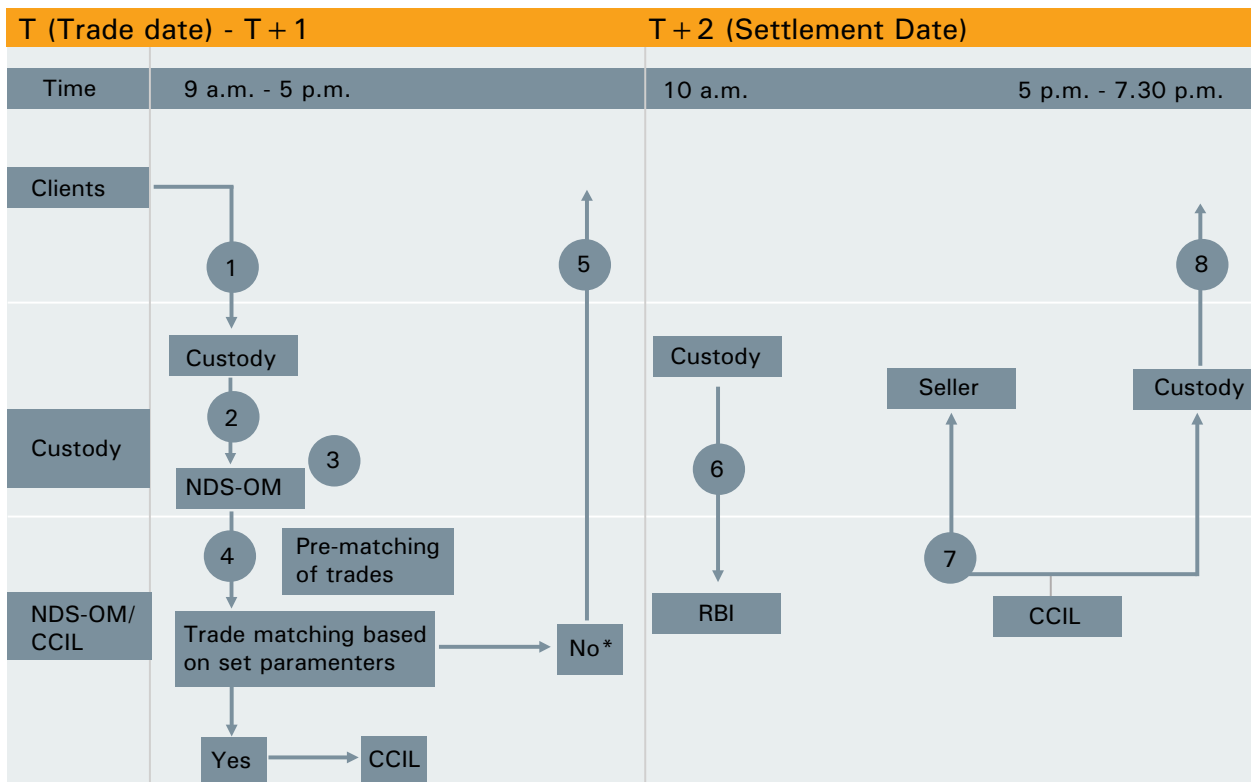 T (Trade date) - T + 1
T + 2 (Settlement Date)
Time
9 a.m. - 5 p.m.
10 a.m.
5 p.m. - 7.30 p.m.
Clients
1
5
8
Custody
Custody
Seller
Custody
Custody
2
3
6
NDS-OM
4
Pre-matching
of trades
7
NDS-OM/
CCIL
Trade matching based
on set paramenters
No*
RBI
CCIL
Yes
CCIL